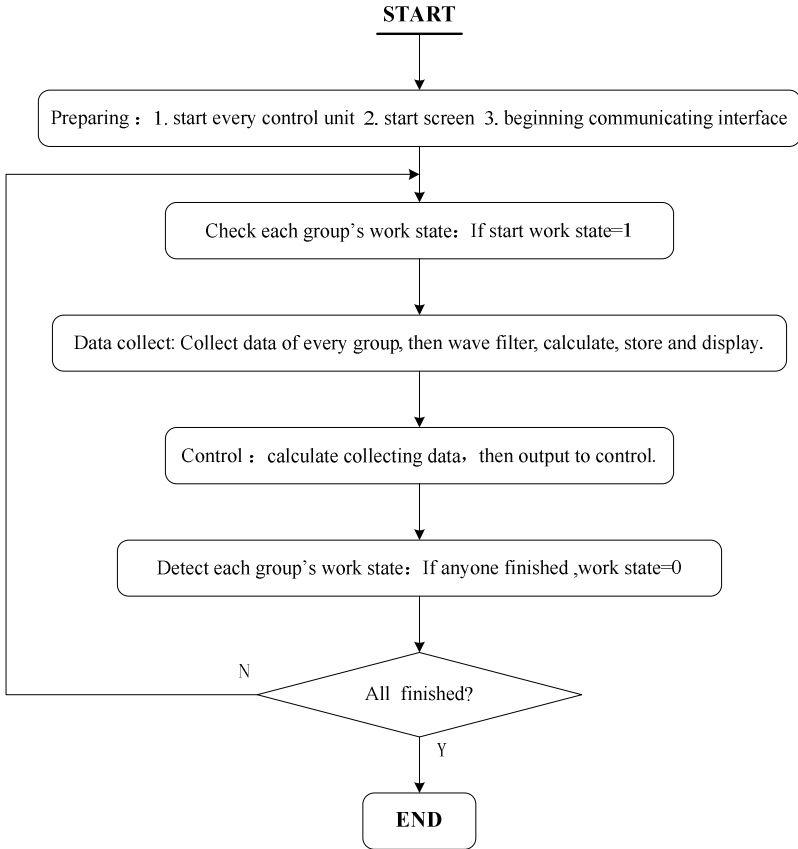 START
Preparing：1. start every control unit 2. start screen 3. beginning communicating interface
Check each group’s work state：If start work state=1
Data collect: Collect data of every group, then wave filter, calculate, store and display.
Control：calculate collecting data，then output to control.
Detect each group’s work state：If anyone finished ,work state=0
N
All finished?
Y
END